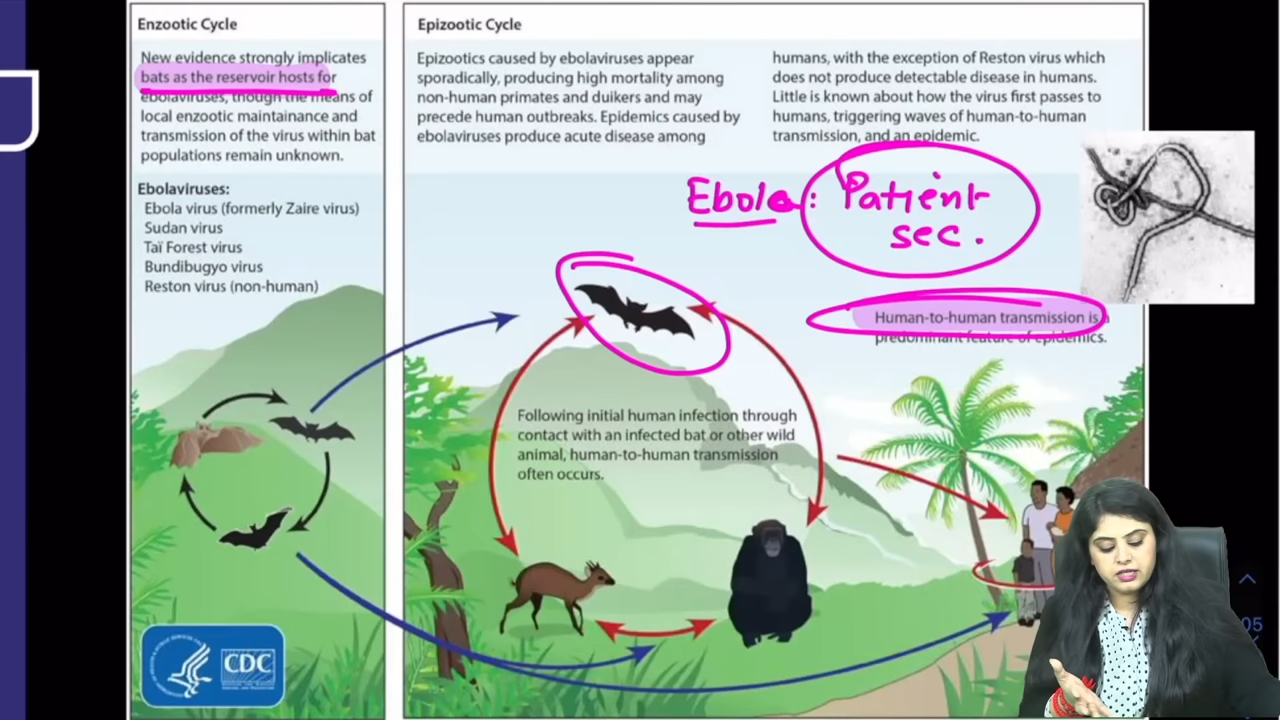 Enzootic Cycle
New evidence strongly implicates
bats as the reservoir hosts for
ebolaviruses, though the means of
local enzootic maintainance and
transmission of the virus within bat
populations remain unknown.
Ebolaviruses:
Ebola virus (formerly Zaire virus)
Sudan virus
Taï Forest virus
Bundibugyo virus
Reston virus (non-human)
Epizootic Cycle
Epizootics caused by ebolaviruses appear
sporadically, producing high mortality among
non-human primates and duikers and may
precede human outbreaks. Epidemics caused by
ebolaviruses produce acute disease among
humans, with the exception of Reston virus which
does not produce detectable disease in humans.
Little is known about how the virus first passes to
humans, triggering waves of human-to-human
transmission, and an epidemic.
Ebola: Patient
sec.
Human-to-human transmission is a
predominant feature of epidemics.
Following initial human infection through
contact with an infected bat or other wild
animal, human-to-human transmission
often occurs.
CDC
05